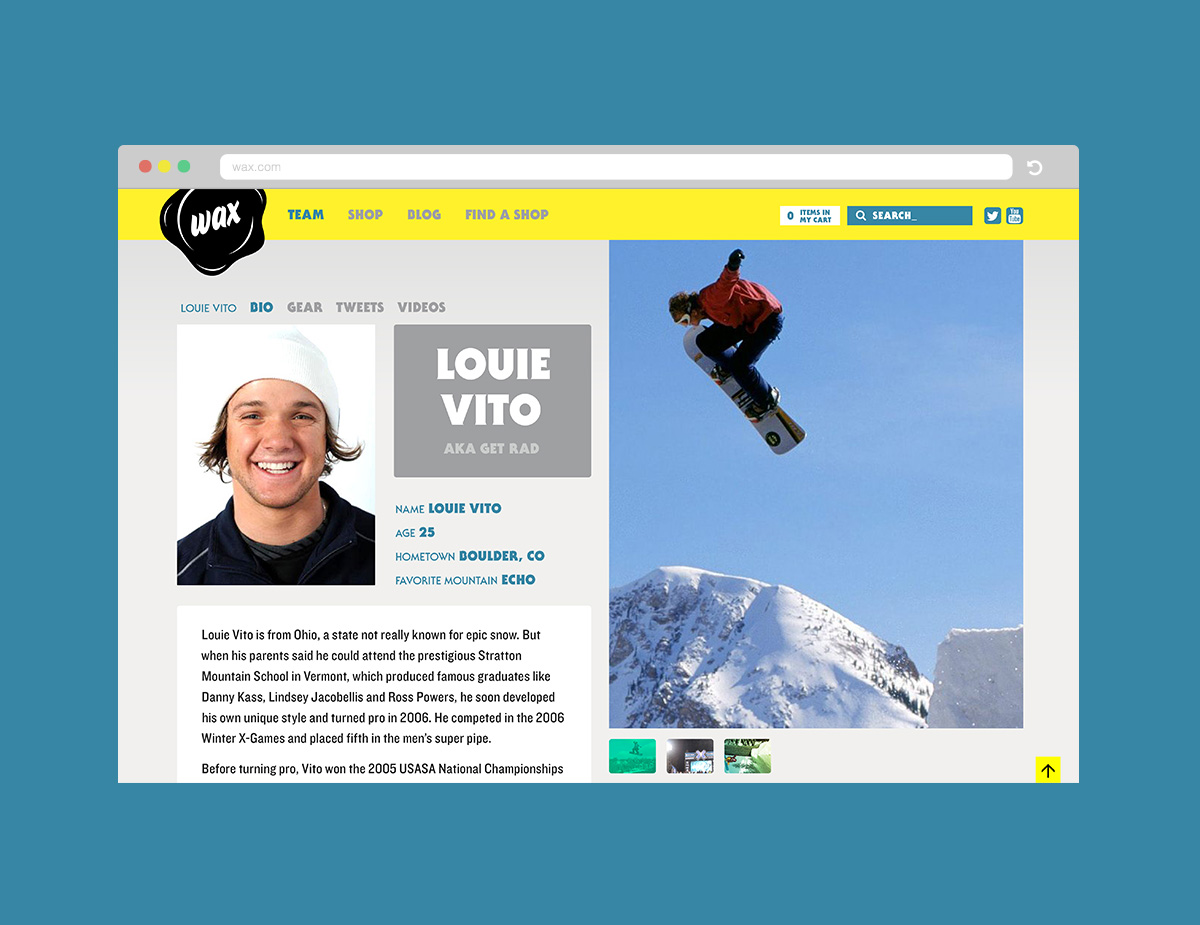 wax.com
wax
TEAM SHOP BLOG FIND A SHOP
0 ITEMS IN
MY CART
SEARCH_
You
Tube
LOUIE VITO BIO GEAR TWEETS VIDEOS
LOUIE
VITO
AKA GET RAD
NAME LOUIE VITO
AGE 25
HOMETOWN BOULDER, CO
FAVORITE MOUNTAIN ECHO
Louie Vito is from Ohio, a state not really known for epic snow. But
when his parents said he could attend the prestigious Stratton
Mountain School in Vermont, which produced famous graduates like
Danny Kass, Lindsey Jacobellis and Ross Powers, he soon developed
his own unique style and turned pro in 2006. He competed in the 2006
Winter X-Games and placed fifth in the men’s super pipe.
Before turning pro, Vito won the 2005 USASA National Championships